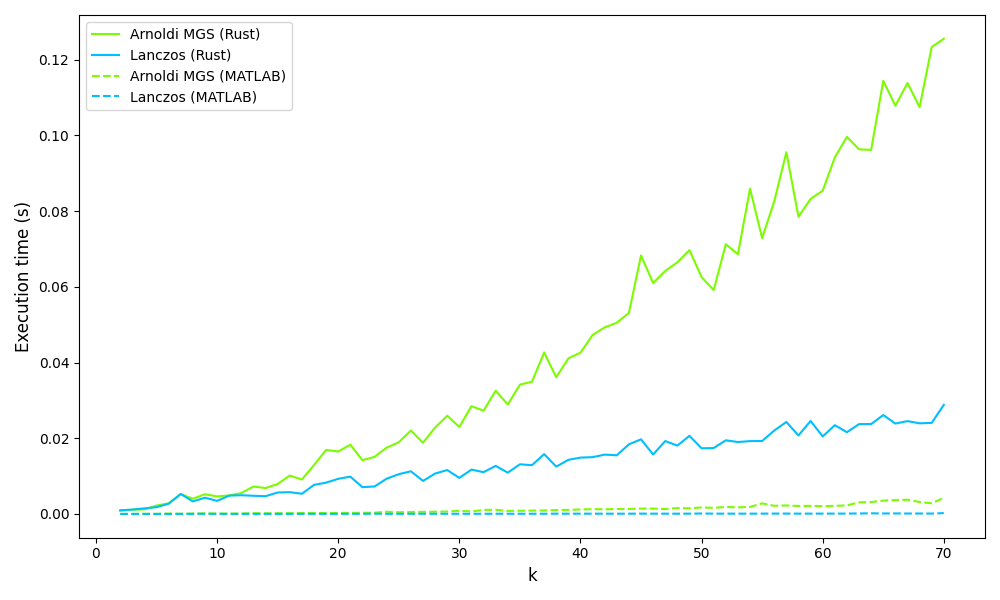 Arnoldi MGS (Rust)
Lanczos (Rust)
Arnoldi MGS (MATLAB)
Lanczos (MATLAB)
0.12
0.10
0.08
0.06
0.04
0.02
0.00
Execution time (s)
0 10 20 30 40 50 60 70
k